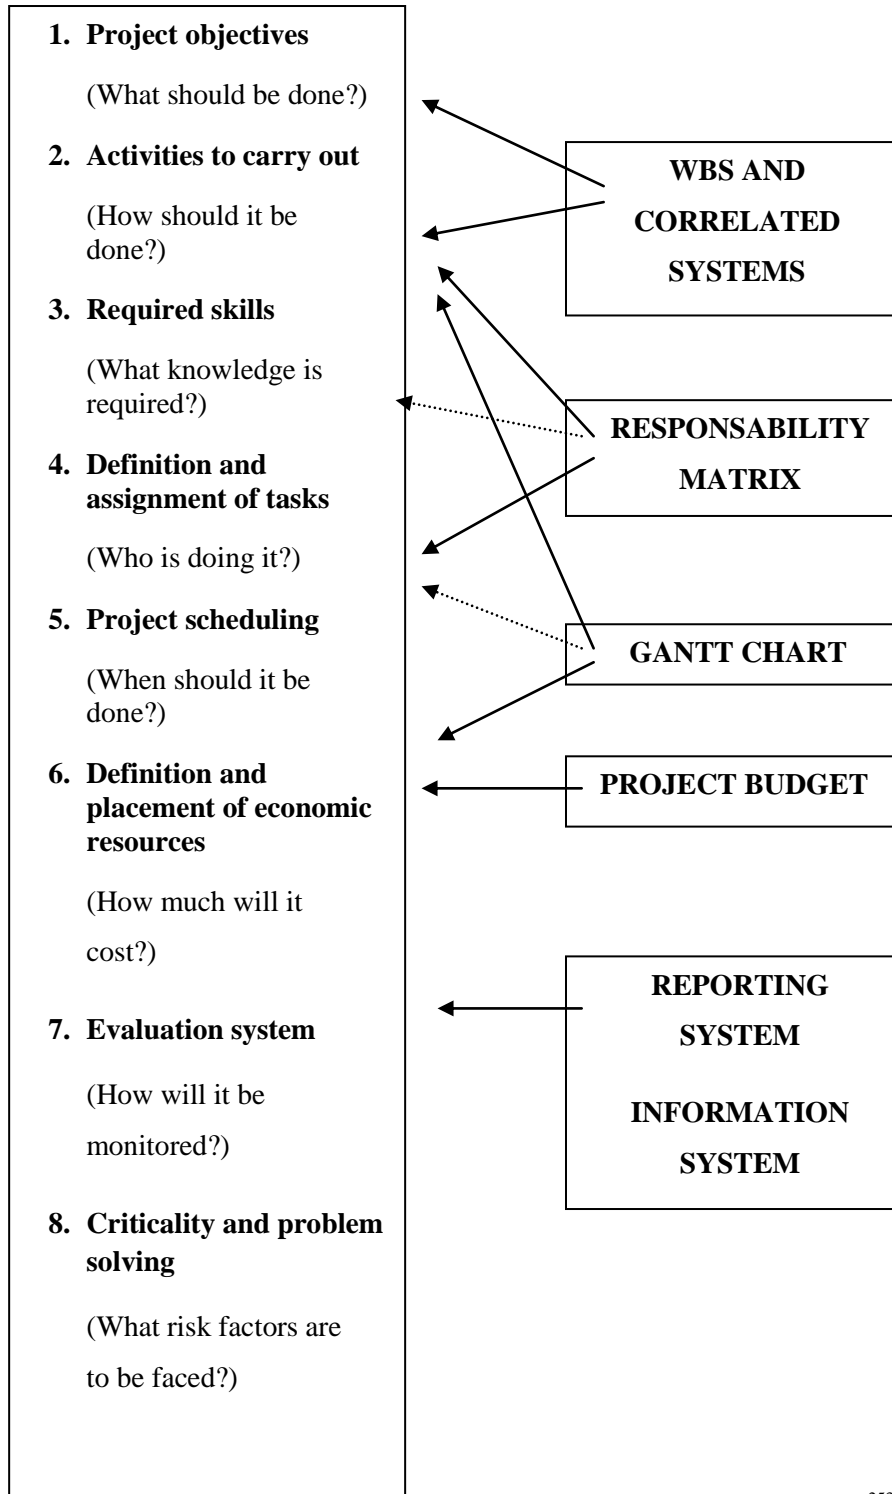 1. Project objectives
(What should be done?)
2. Activities to carry out
(How should it be
done?)
3. Required skills
(What knowledge is
required?)
4. Definition and
assignment of tasks
(Who is doing it?)
5. Project scheduling
(When should it be
done?)
6. Definition and
placement of economic
resources
(How much will it
cost?)
7. Evaluation system
(How will it be
monitored?)
8. Criticality and problem
solving
(What risk factors are
to be faced?)
WBS AND
CORRELATED
SYSTEMS
RESPONSABILITY
MATRIX
GANTT CHART
PROJECT BUDGET
REPORTING
SYSTEM
INFORMATION
SYSTEM